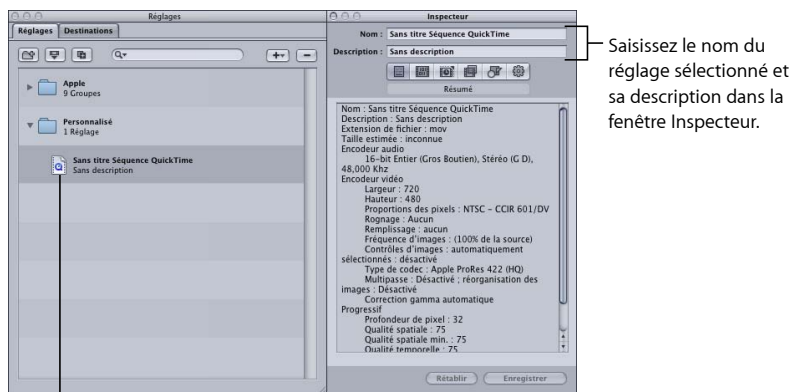 Réglages
Réglages Destinations
Apple
9 Groupes
Personnalisé
1 Réglage
Sans titre Séquence QuickTime
Sans description
Inspecteur
Nom : Sans titre Séquence QuickTime
Description : Sans description
Résumé
Nom : Sans titre Séquence QuickTime
Description : Sans description
Extension de fichier : mov
Taille estimée : inconnue
Encodeur audio
16-bit Entier (Gros Boutien), Stéréo (G D),
48,000 Khz
Encodeur vidéo
Largeur : 720
Hauteur : 480
Proportions des pixels : NTSC - CCIR 601/DV
Rognage : Aucun
Remplissage : aucun
Fréquence d'images : (100% de la source)
Contrôles d'images : automatiquement
sélectionnés : désactivé
Type de codec : Apple ProRes 422 (HQ)
Multipasse : Désactivé ; réorganisation des
images : Désactivé
Correction gamma automatique
Progressif
Profondeur de pixel : 32
Qualité spatiale : 75
Qualité spatiale min. : 75
Qualité temporelle : 75
Rétablir Enregistrer
Saisissez le nom du
réglage sélectionné et
sa description dans la
fenêtre Inspecteur.